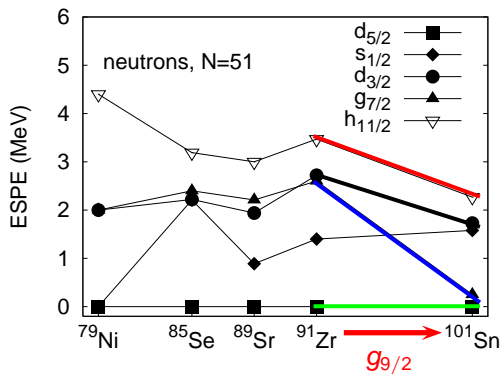 neutrons, N=51
d5/2
s1/2
d3/2
g7/2
h11/2
ESPE (MeV)
6
5
4
3
2
1
0
79Ni 85Se 89Sr 91Zr 101Sn
g9/2